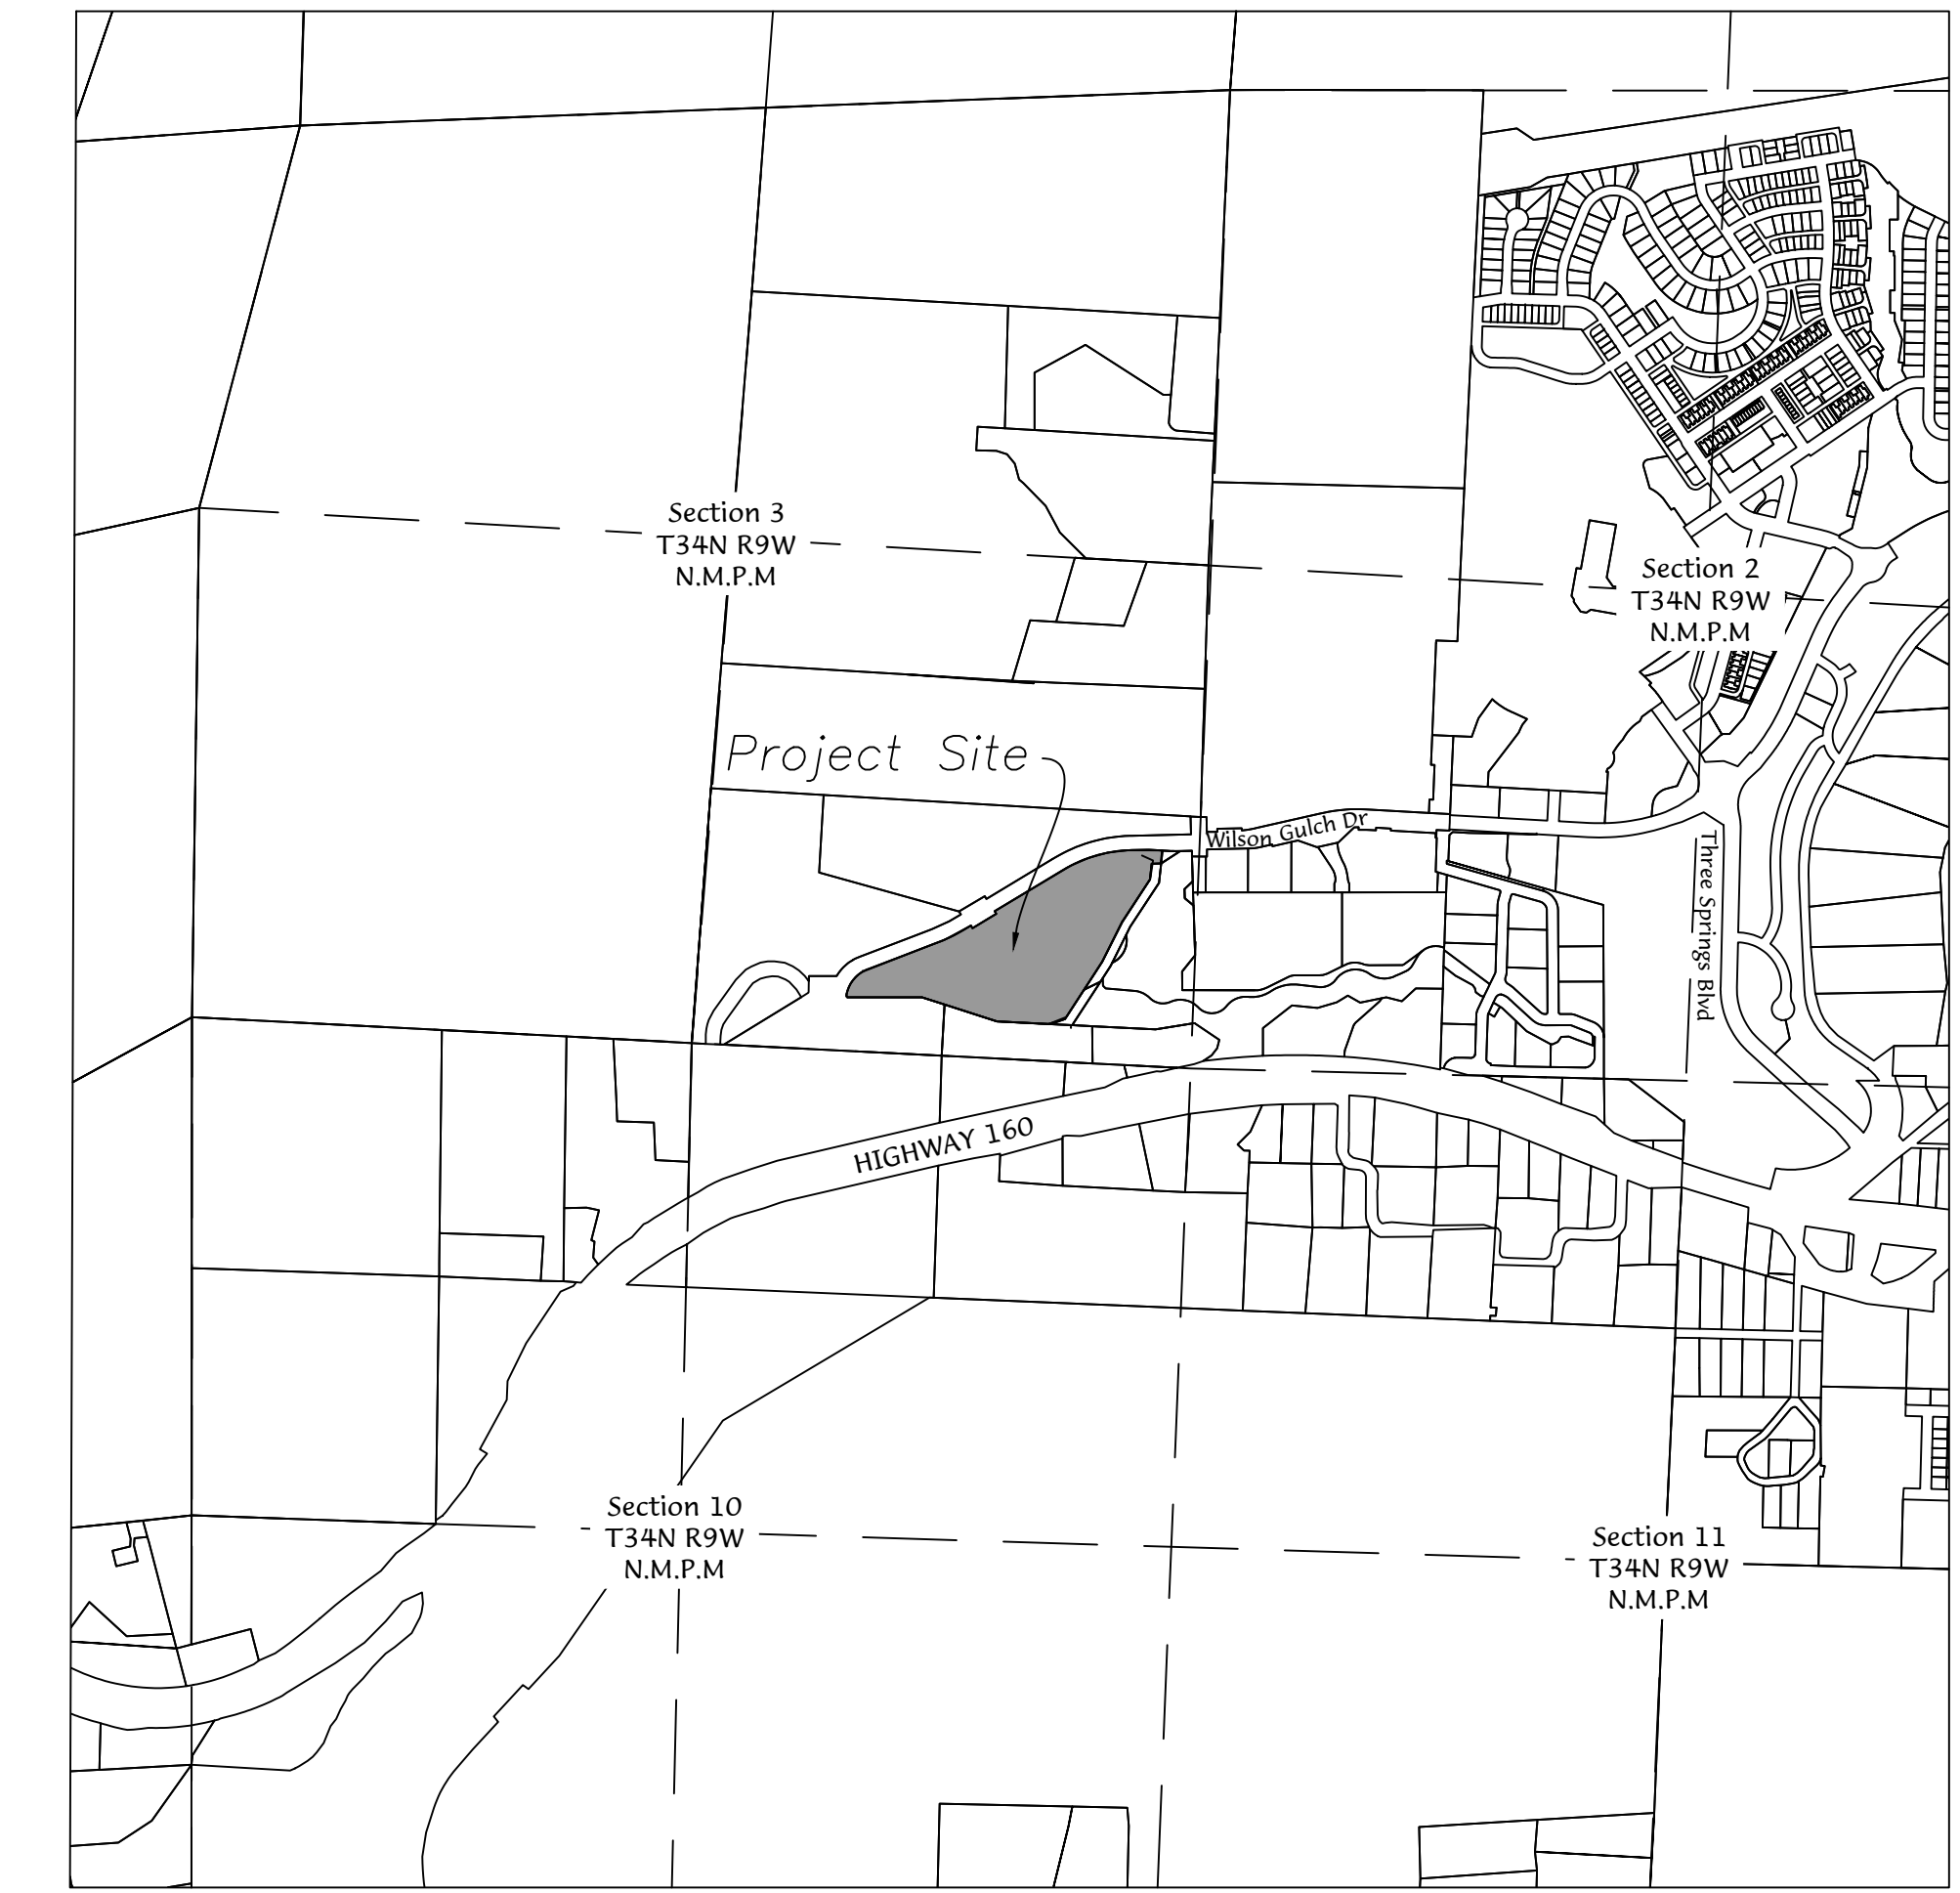 Section 3
T34N R9W
N.M.P.M
Section 2
T34N R9W
N.M.P.M
Project Site
Wilson Gulch Dr
Three Springs Blvd
HIGHWAY 160
Section 10
T34N R9W
N.M.P.M
Section 11
T34N R9W
N.M.P.M